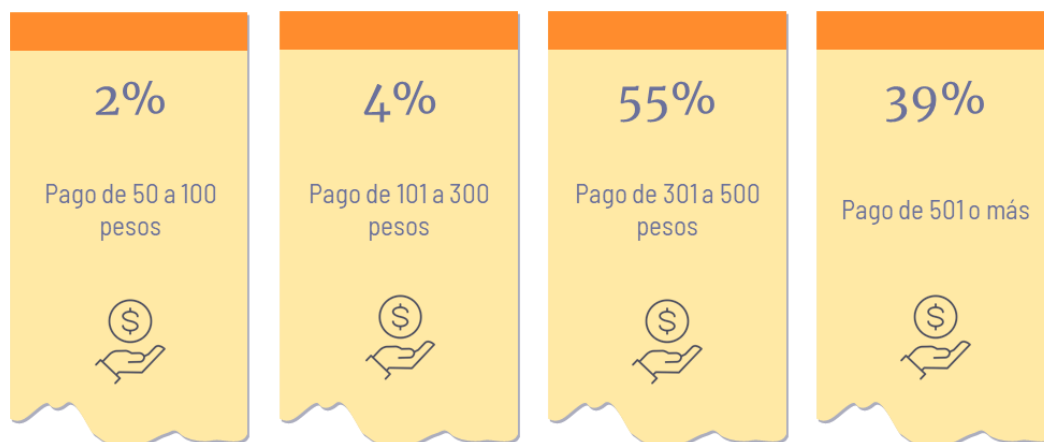 2%
Pago de 50 a 100
pesos
$
4%
Pago de 101 a 300
pesos
$
55%
Pago de 301 a 500
pesos
$
39%
Pago de 501 o más
$